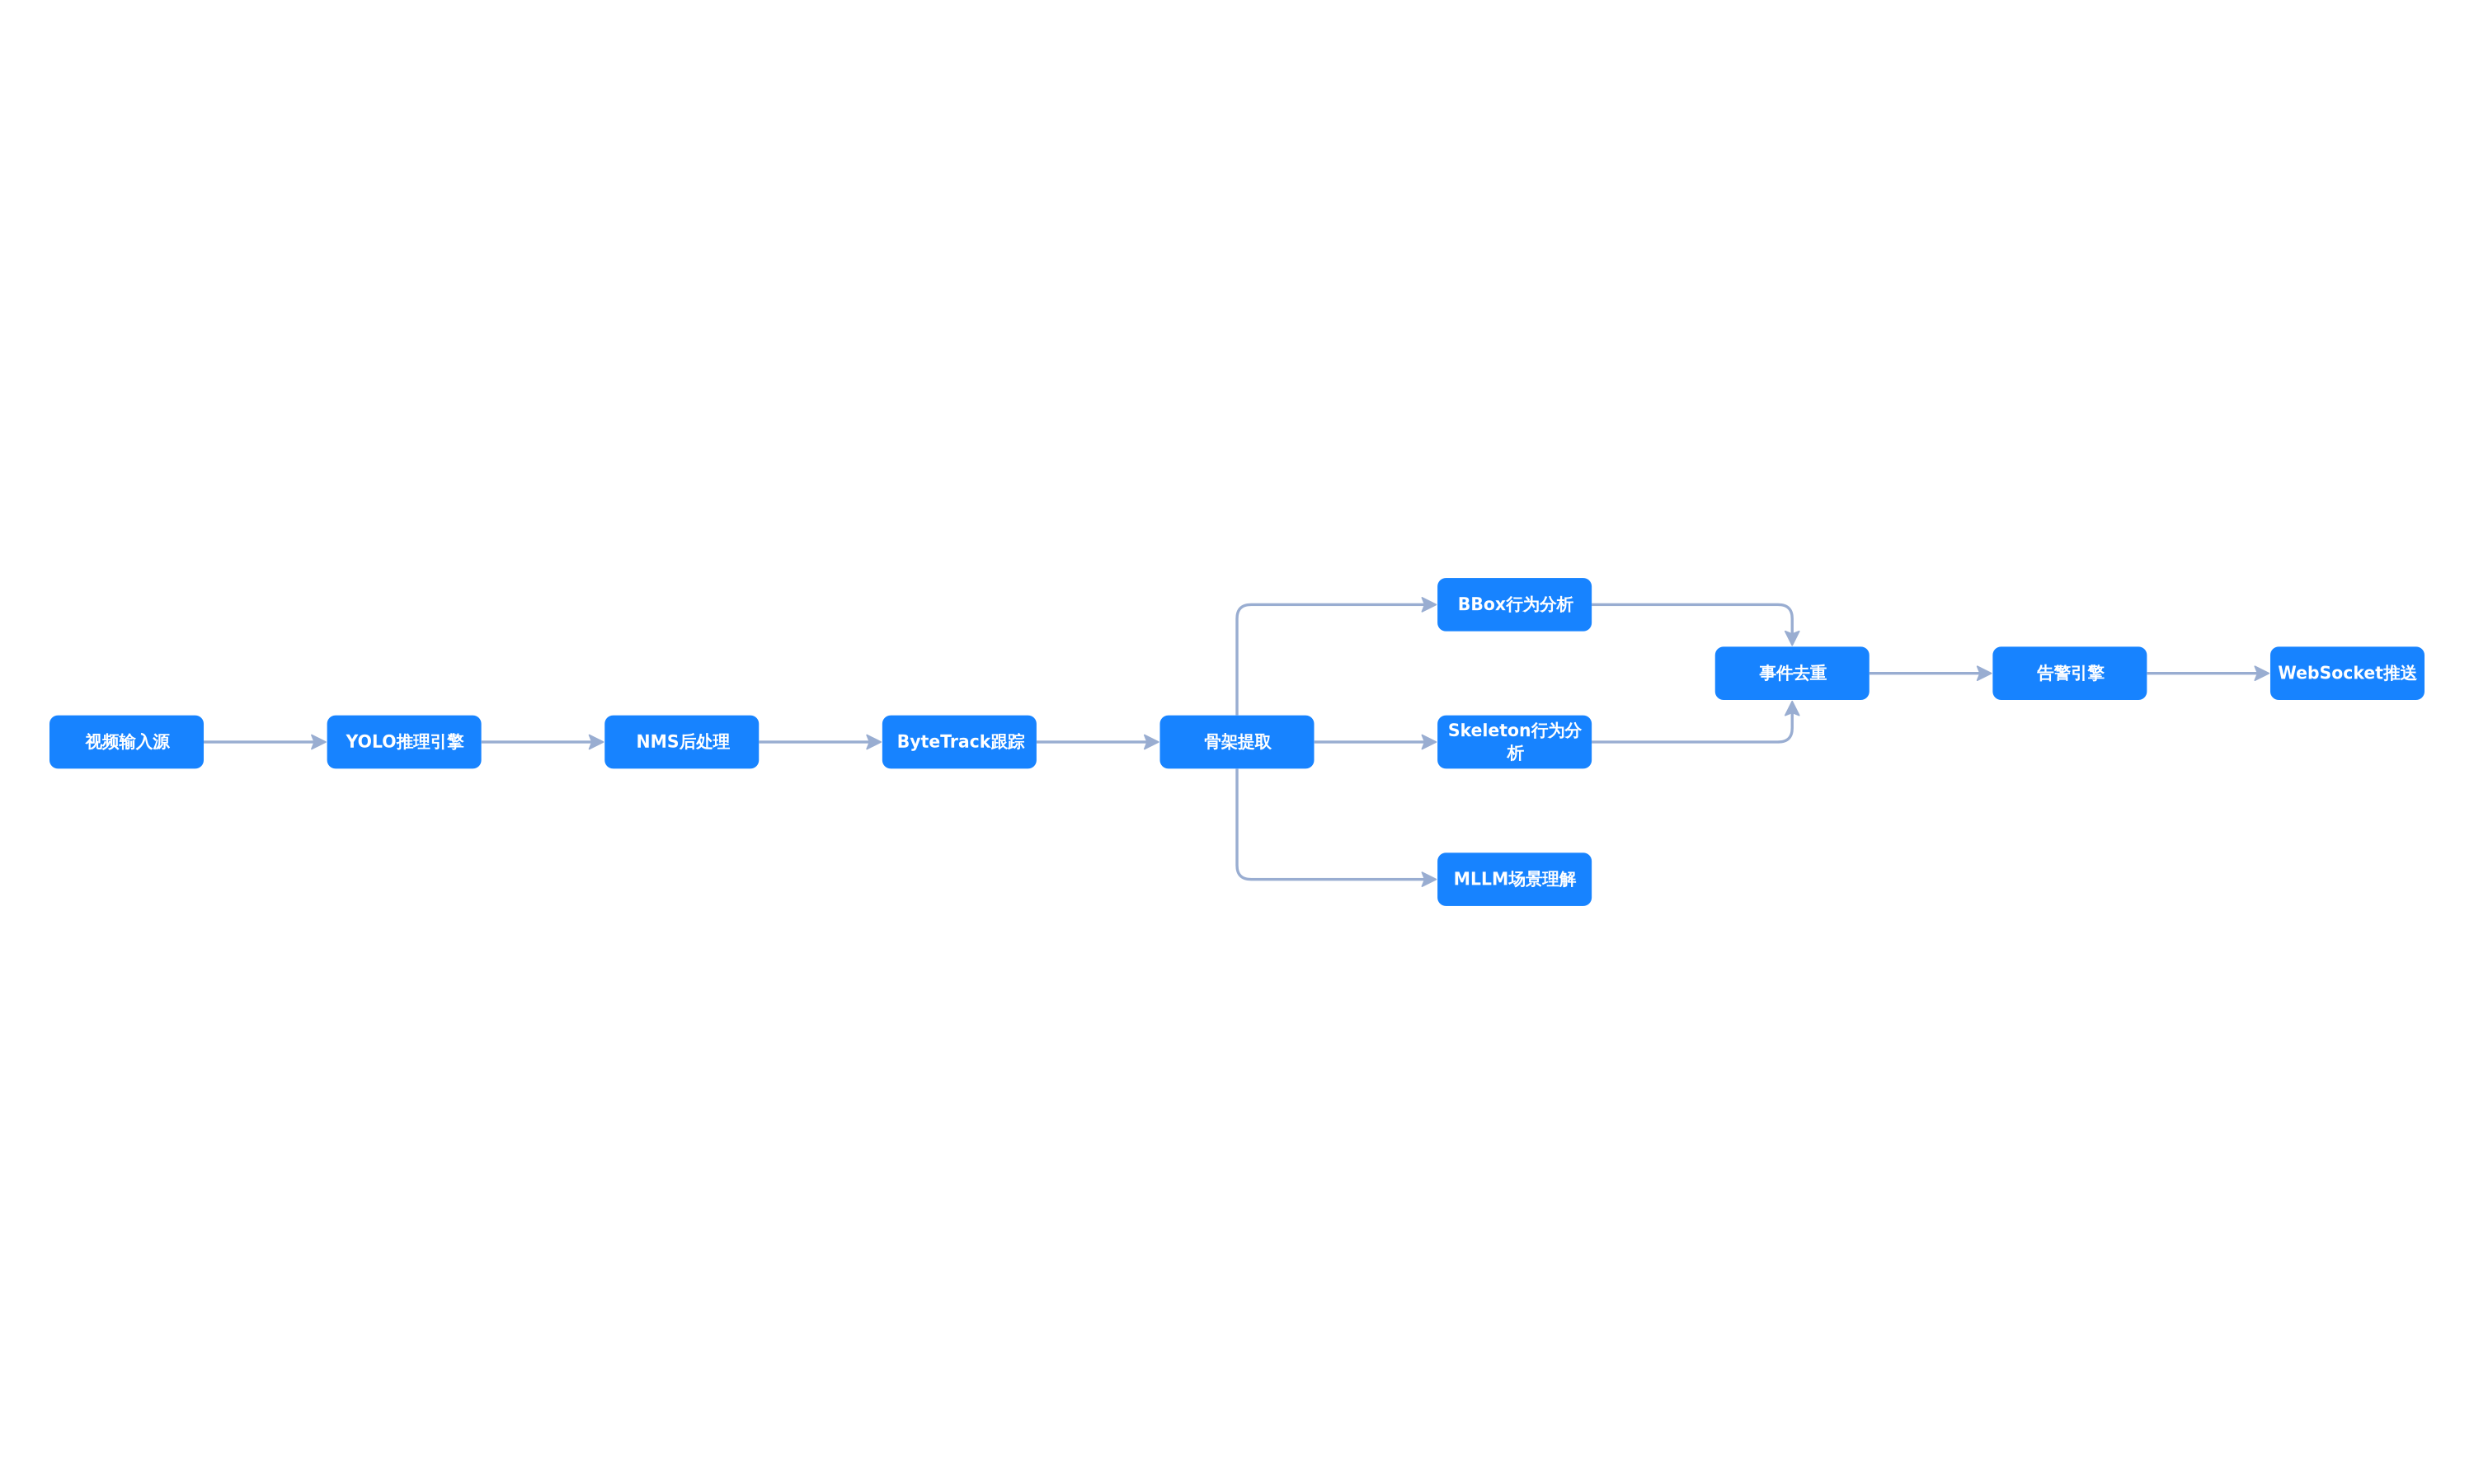 视频输入源
YOLO推理引擎
NMS后处理
ByteTrack跟踪
骨架提取
BBox行为分析
Skeleton行为分
析
MLLM场景理解
事件去重
告警引擎
WebSocket推送